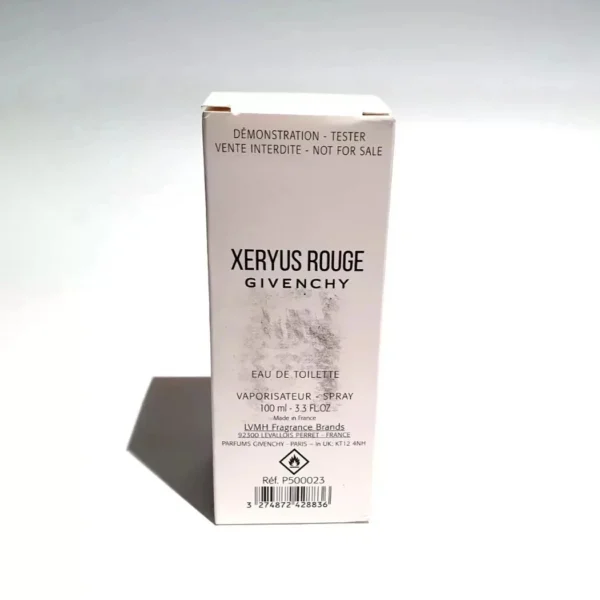 DÉMONSTRATION - TESTER
VENTE INTERDITE - NOT FOR SALE
XERYUS ROUGE
GIVENCHY
EAU DE TOILETTE
VAPORISATEUR - SPRAY
100 ml - 3.3 FL.OZ
Made in France
LVMH Fragrance Brands
92300 LEVALLOIS PERRET - FRANCE
PARFUMS GIVENCHY - PARIS – In UK: KT12 4NH
Réf. P500023
3 274872 428836